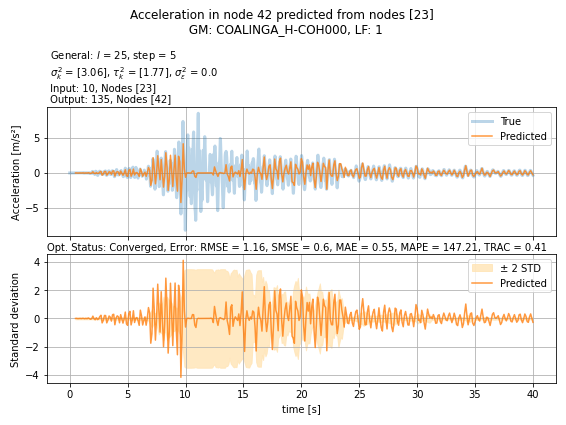 Acceleration in node 42 predicted from nodes [23]
GM: COALINGA_H-COH000, LF: 1
General: l = 25, step = 5
σ²ₖ = [3.06], τ²ₖ = [1.77], σ²ᵣ = 0.0
Input: 10, Nodes [23]
Output: 135, Nodes [42]
True
Predicted
Acceleration [m/s²]
5
0
−5
Opt. Status: Converged, Error: RMSE = 1.16, SMSE = 0.6, MAE = 0.55, MAPE = 147.21, TRAC = 0.41
± 2 STD
Predicted
Standard deviation
4
2
0
−2
−4
0 5 10 15 20 25 30 35 40
time [s]